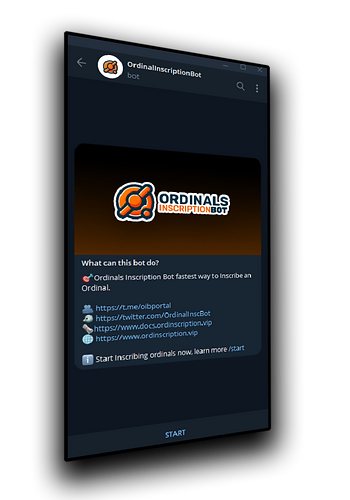 OrdinalInscriptionBot
bot
ORDINALS
INSCRIPTIONBOT
What can this bot do?
Ordinals Inscription Bot fastest way to Inscribe an
Ordinal.
https://t.me/oibportal
https://twitter.com/OrdinalInscBot
https://www.docs.ordinscription.vip
https://www.ordinscription.vip
Start Inscribing ordinals now, learn more /start
START